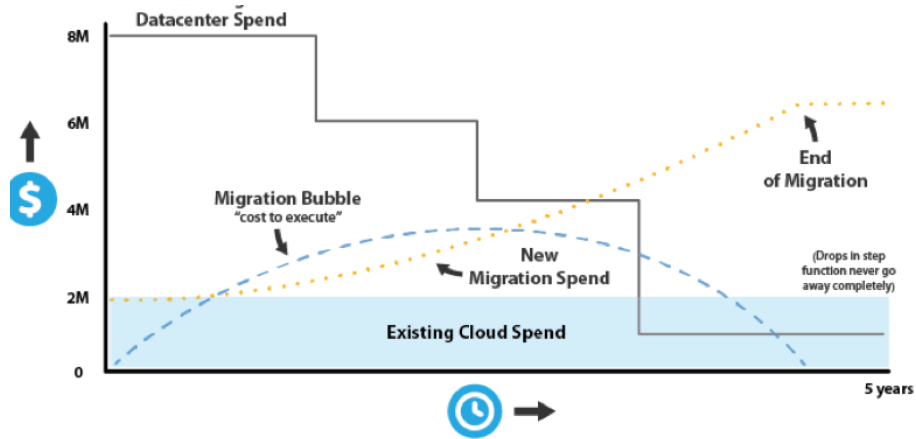 Datacenter Spend
8M
6M
4M
2M
0
$
Migration Bubble
“cost to execute”
New
Migration Spend
End
of Migration
(Drops in step
function never go
away completely)
Existing Cloud Spend
5 years